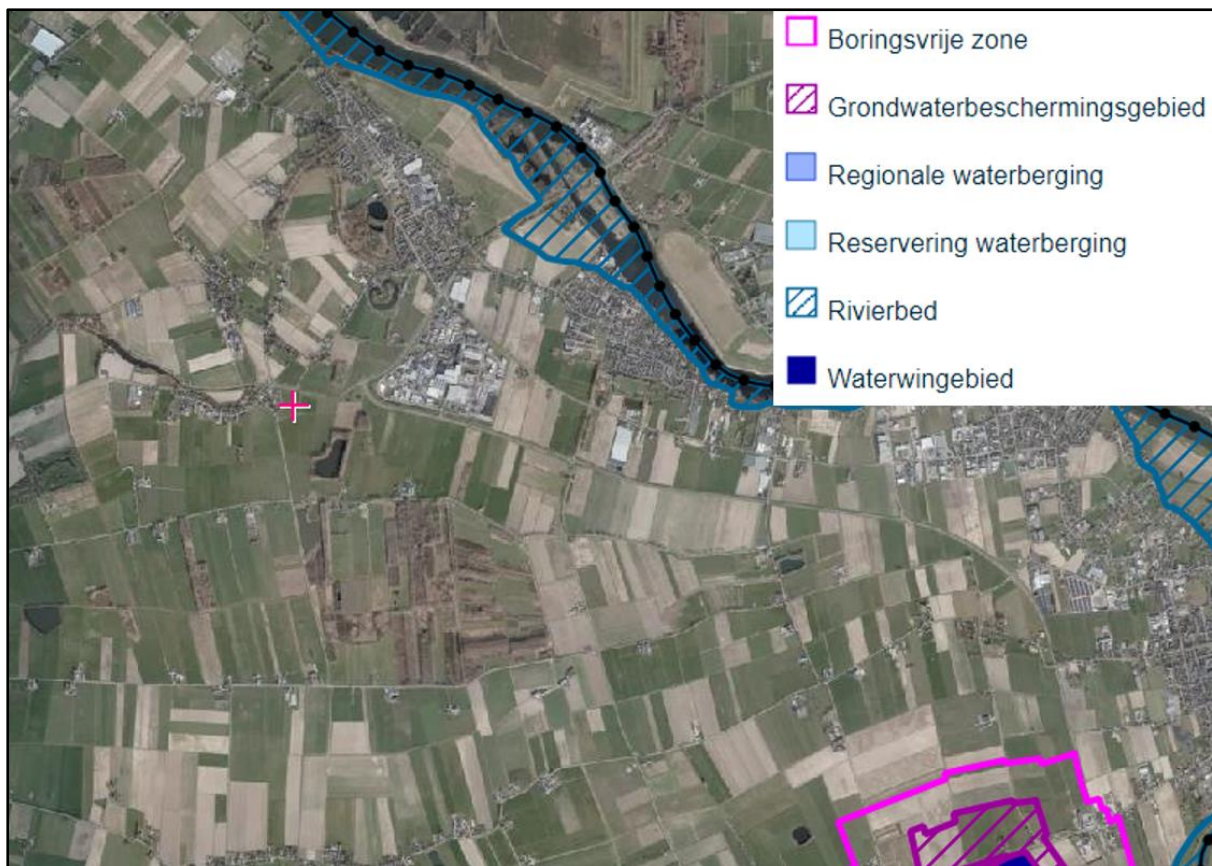 Boringsvrije zone
Grondwaterbeschermingsgebied
Regionale waterberging
Reservering waterberging
Rivierbed
Waterwingebied